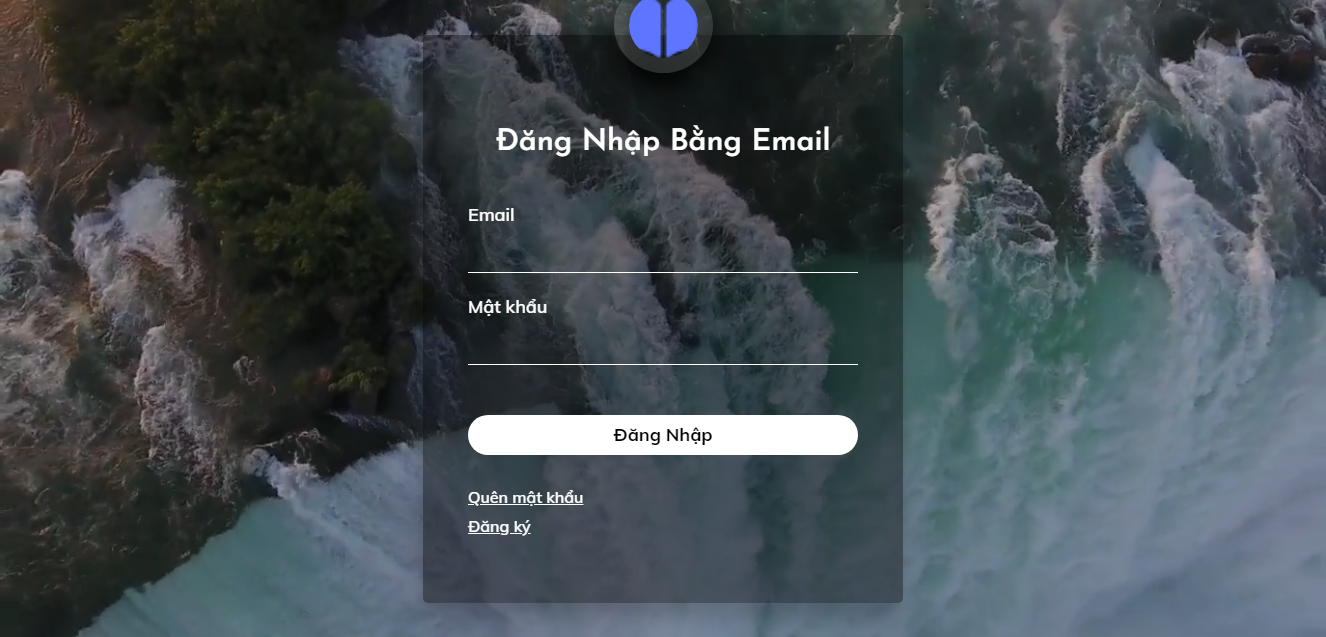 Đăng Nhập Bằng Email
Email
Mật khẩu
Đăng Nhập
Quên mật khẩu
Đăng ký